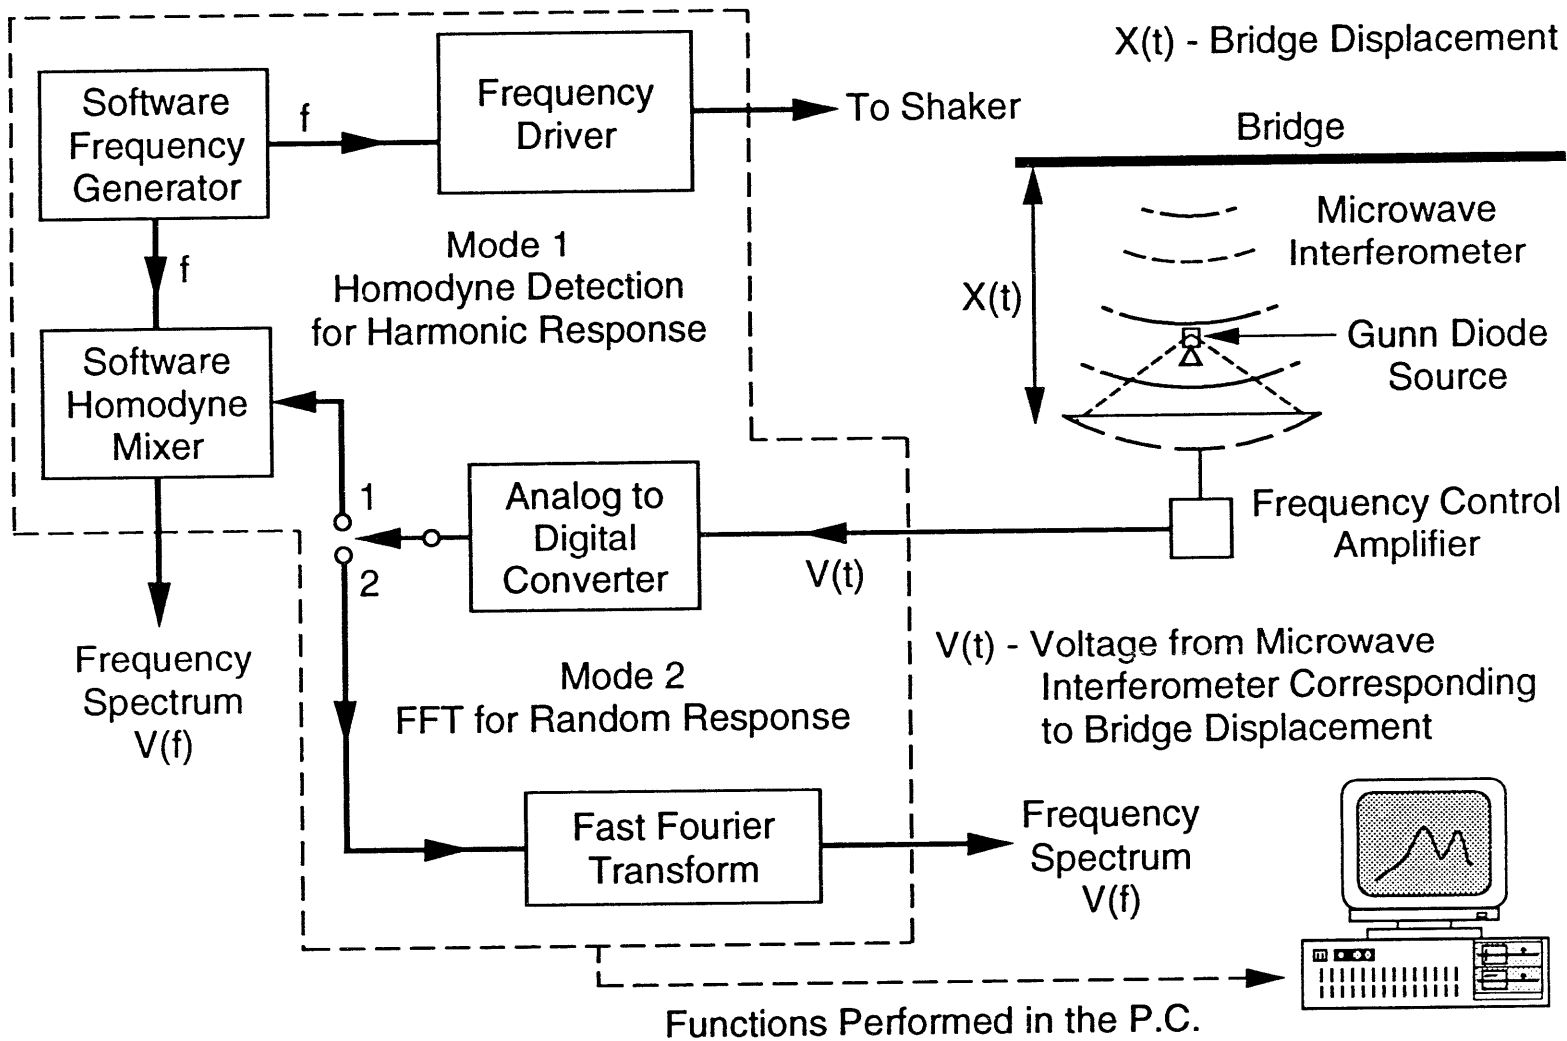 X(t) - Bridge Displacement
Software
Frequency
Generator
f
Frequency
Driver
To Shaker
Bridge
f
Mode 1
Homodyne Detection
for Harmonic Response
Microwave
Interferometer
X(t)
Gunn Diode
Source
Software
Homodyne
Mixer
1
2
Analog to
Digital
Converter
V(t)
Frequency Control
Amplifier
Frequency
Spectrum
V(f)
Mode 2
FFT for Random Response
V(t) - Voltage from Microwave
Interferometer Corresponding
to Bridge Displacement
Fast Fourier
Transform
Frequency
Spectrum
V(f)
Functions Performed in the P.C.